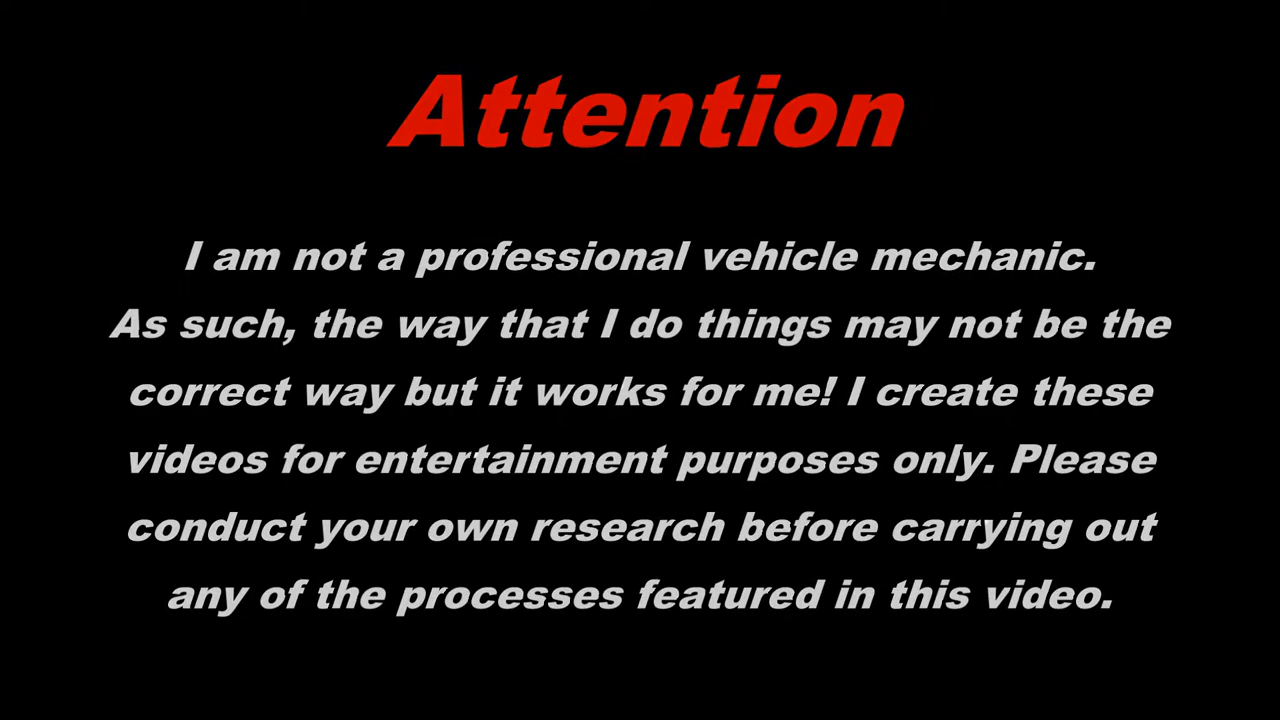 Attention
I am not a professional vehicle mechanic.
As such, the way that I do things may not be the
correct way but it works for me! I create these
videos for entertainment purposes only. Please
conduct your own research before carrying out
any of the processes featured in this video.